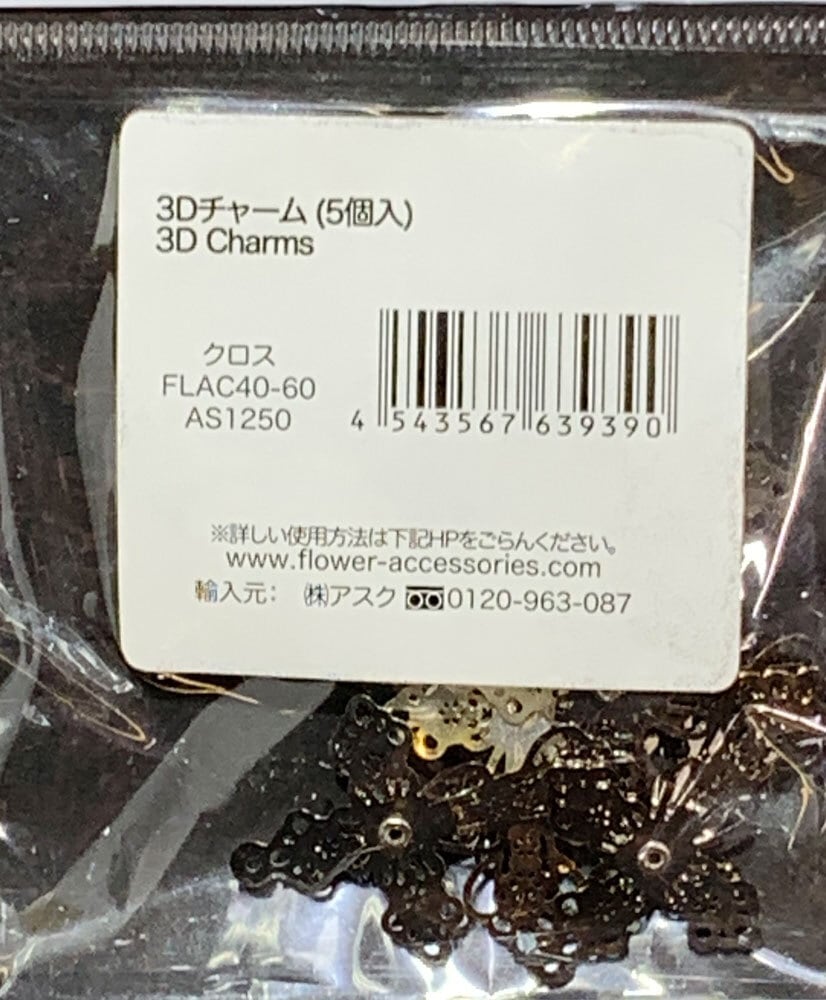 3Dチャーム (5個入)
3D Charms
クロス
FLAC40-60
AS1250
4 543567 639390
※詳しい使用方法は下記HPをごらんください。
www.flower-accessories.com
輸入元： ㈱アスク 0120-963-087